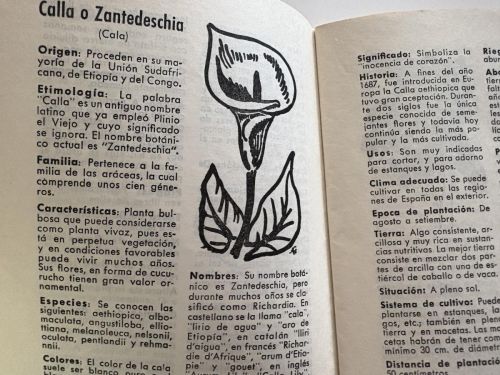 Calla o Zantedeschia
(Cala)
Origen: Proceden en su ma-
yoría de la Unión Sudafri-
cana, de Etiopía y del Congo.
Etimología: La palabra
"Calla" es un antiguo nombre
latino que ya empleó Plinio
el Viejo y cuyo significado
se ignora. El nombre botáni-
co actual es "Zantedeschia".
Familia: Pertenece a la fa-
milia de las aráceas, la cual
comprende unos cien géne-
ros.
Características: Planta bul-
bosa que puede considerarse
como planta vivaz, pues es-
tá en perpetua vegetación,
y en condiciones favorables
puede vivir muchos años.
Sus flores, en forma de cucu-
rucho tienen gran valor or-
namental.
Especies: Se conocen las
siguientes: aethiopica, albo-
maculata, angustiloba, ellio-
ttiana, melanoleuca, nelsonii,
oculata, pentlandii y rehma-
nnii.
Colores: El color de la cala
suele ser blanco puro
Nombres: Su nombre botáni-
co es Zantedeschia, pero
durante muchos años se cla-
sificó como Richardia. En
castellano se la llama "cala",
"lirio de agua" y "aro de
Etiopía", en catalán "lliri
d'aigua", en francés "Richar-
die d'Afrique", "arum d'Etio-
pie" y "gouet", en inglés
Significado: Simboliza la
"inocencia de corazón".
Historia: A fines del año
1687, fue introducida en Eu-
ropa la Calla aethiopica que
tuvo gran aceptación. Duran-
te dos siglos fue la única
especie conocida de seme-
jantes flores y todavía hoy
continúa siendo la más po-
pular y la más cultivada.
Usos: Son muy indicadas
para cortar, y para adorno
de estanques y lagos.
Clima adecuado: Se puede
cultivar en todas las regio-
nes de España en el exterior.
Epoca de plantación: De
agosto a setiembre.
Tierra: Algo consistente, ar-
cillosa y muy rica en sustan-
cias nutritivas. La mejor tierra
consiste en mezclar dos par-
tes de arcilla con una de es-
tiércol de caballo o de vaca.
Situación: A pleno sol.
Sistema de cultivo: Puede
plantarse en estanques, la-
gos, etc.; también en plena
tierra y en macetas, de
mínimo 30 cm. de diámetro
Distancia de plantación
50 centímetros